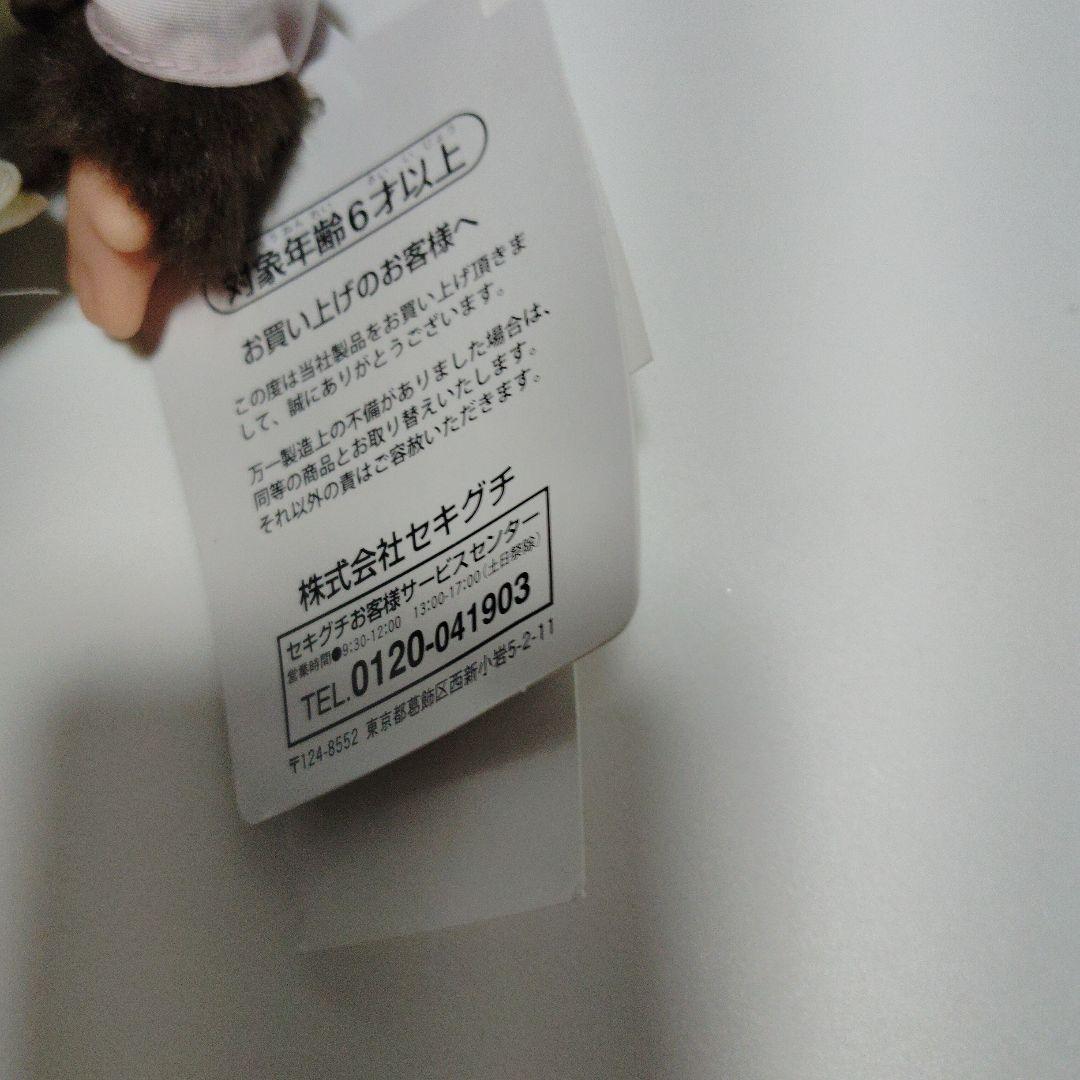 対象年齢6才以上
お買い上げのお客様へ
この度は当社製品をお買い上げ頂きま
して、誠にありがとうございます。
万一製造上の不備がありました場合は、
同等の商品とお取り替えいたします。
それ以外の責はご容赦いただきます。
株式会社セキグチ
セキグチお客様サービスセンター
営業時間●9:30-12:00 13:00-17:00(土日祭除)
TEL.0120-041903
〒124-8552 東京都葛飾区西新小岩5-2-11